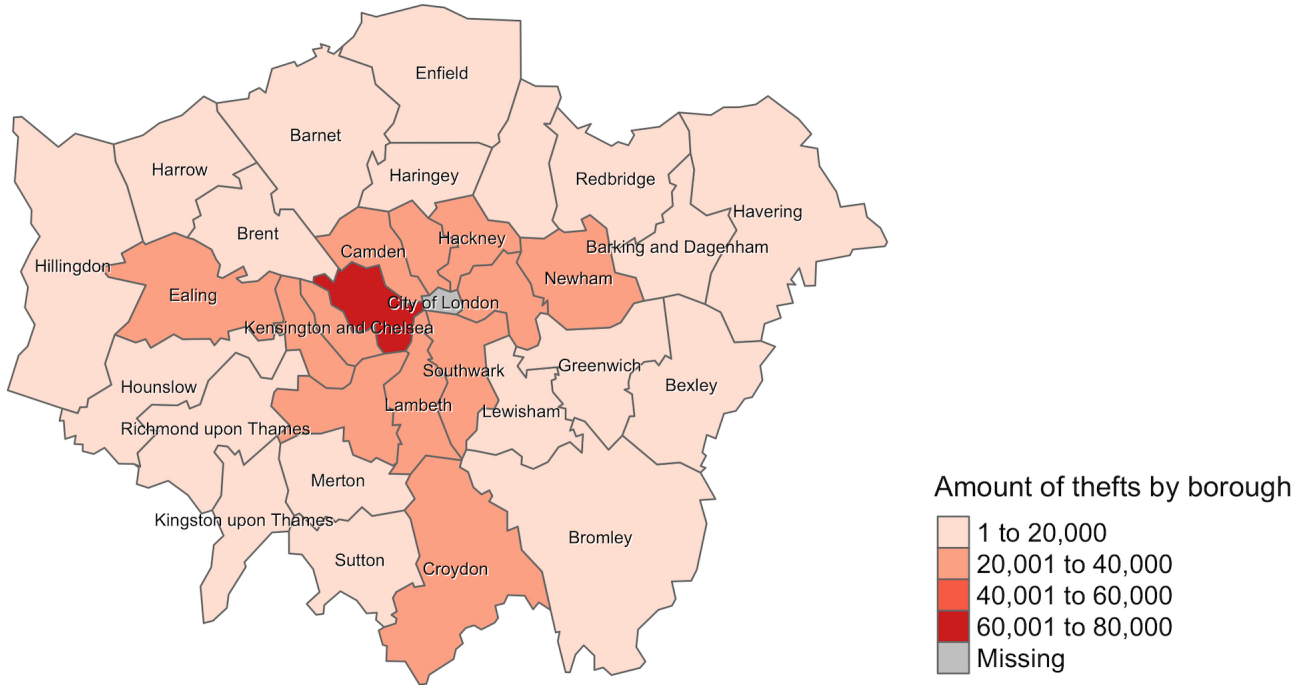 Enfield
Barnet
Harrow
Haringey
Redbridge
Havering
Brent
Hackney
Barking and Dagenham
Camden
Hillingdon
Newham
Ealing
City of London
Kensington and Chelsea
Greenwich
Southwark
Hounslow
Bexley
Lambeth
Lewisham
Richmond upon Thames
Merton
Kingston upon Thames
Bromley
Sutton
Croydon
Amount of thefts by borough
1 to 20,000
20,001 to 40,000
40,001 to 60,000
60,001 to 80,000
Missing